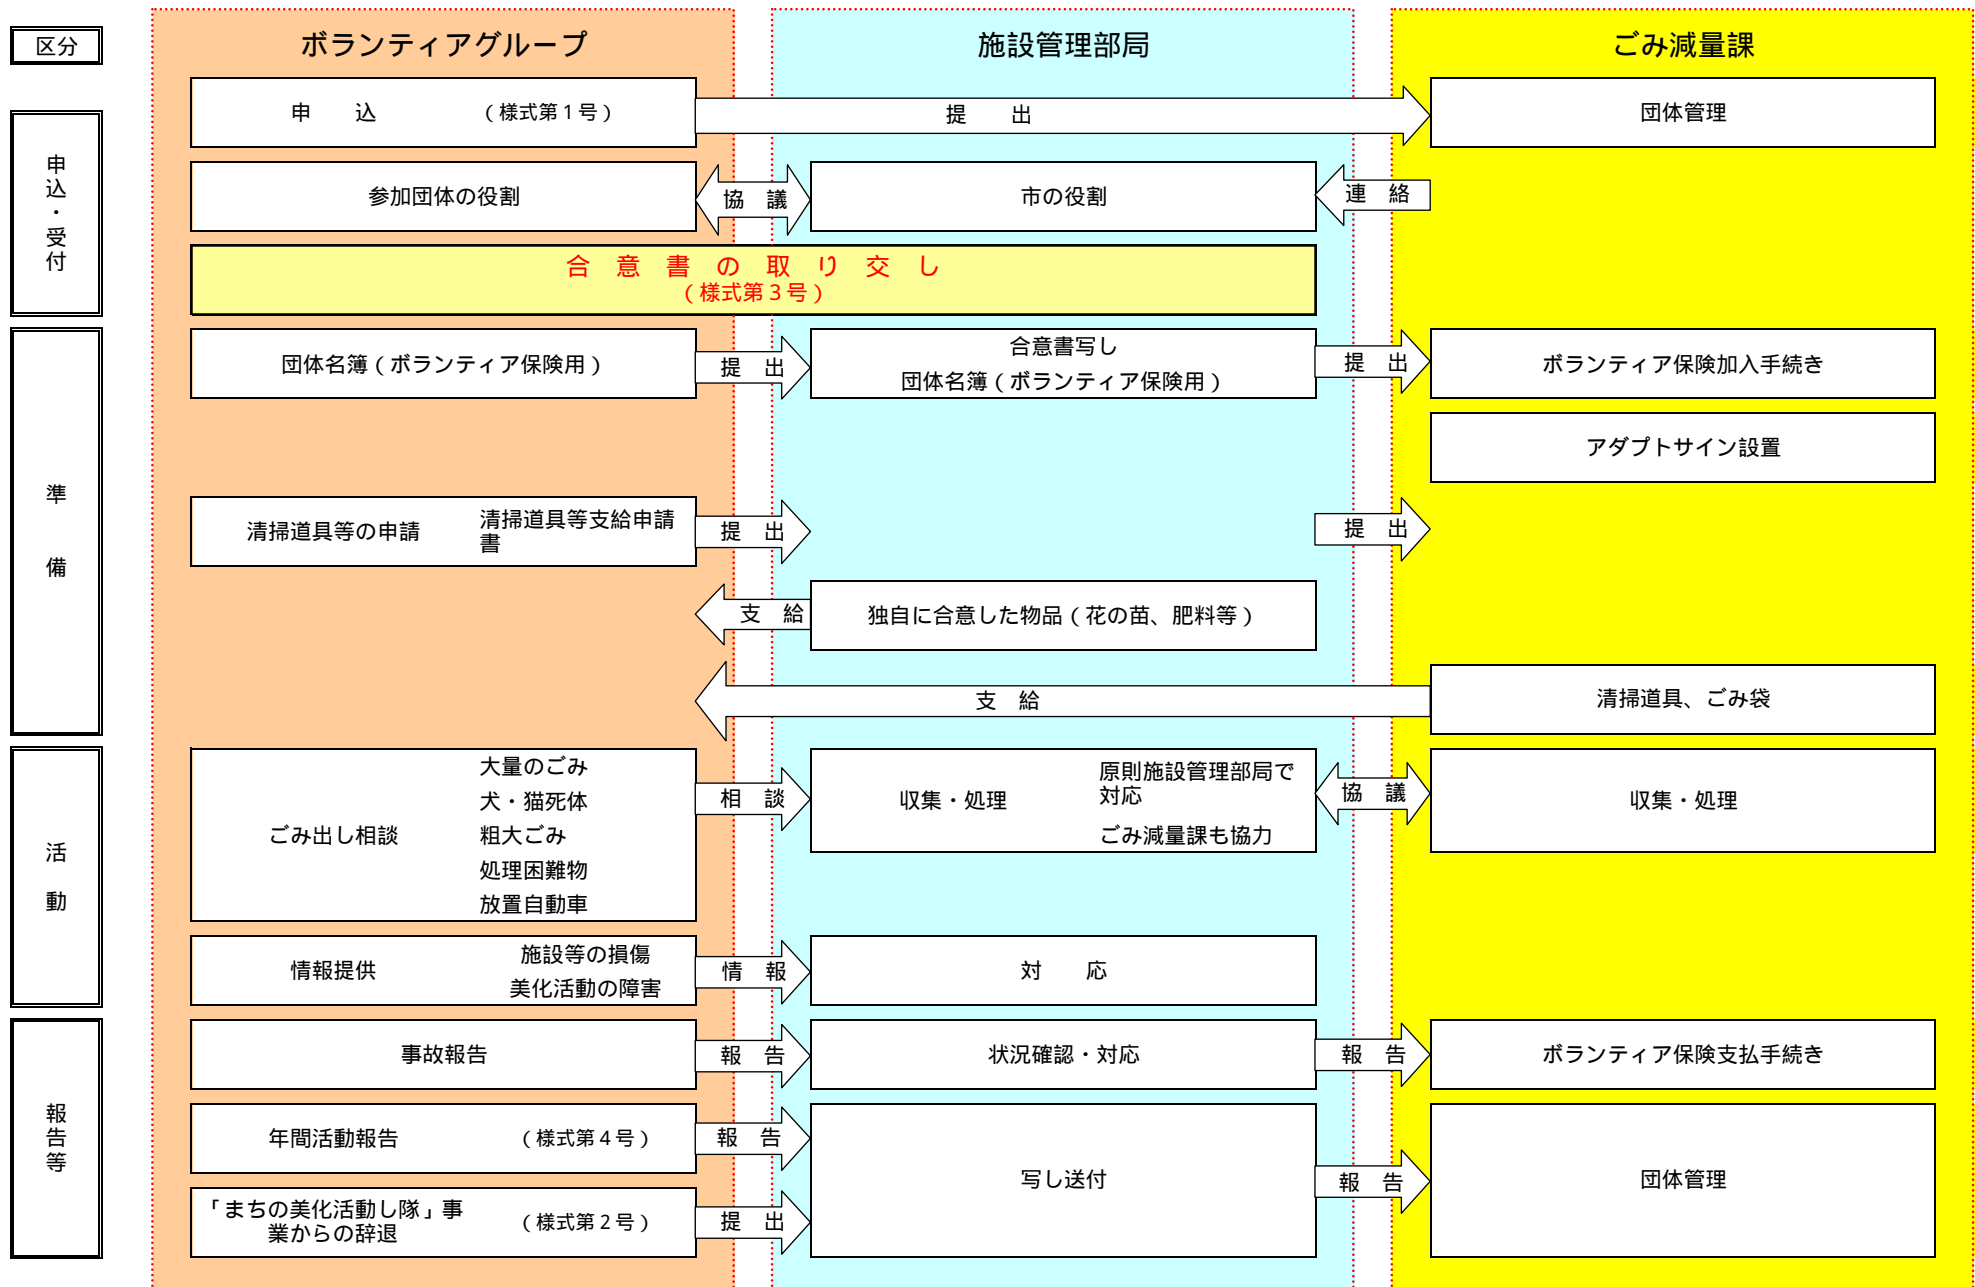 区分
ボランティアグループ
施設管理部局
ごみ減量課
申込・受付
申　込　（様式第１号）
提　出
団体管理
参加団体の役割
協　議
市の役割
連　絡
合　意　書　の　取　り　交　し
（様式第３号）
準備
団体名簿（ボランティア保険用）
提　出
合意書写し
団体名簿（ボランティア保険用）
提　出
ボランティア保険加入手続き
アダプトサイン設置
清掃道具等の申請
清掃道具等支給申請
書
提　出
提　出
支　給
独自に合意した物品（花の苗、肥料等）
支　給
清掃道具、ごみ袋
活動
ごみ出し相談
大量のごみ
犬・猫死体
粗大ごみ
処理困難物
放置自動車
相　談
収集・処理
原則施設管理部局で
対応
ごみ減量課も協力
協　議
収集・処理
情報提供
施設等の損傷
美化活動の障害
情　報
対　応
報告等
事故報告
報　告
状況確認・対応
報　告
ボランティア保険支払手続き
年間活動報告
（様式第４号）
報　告
写し送付
報　告
団体管理
「まちの美化活動し隊」事
業からの辞退
（様式第２号）
提　出